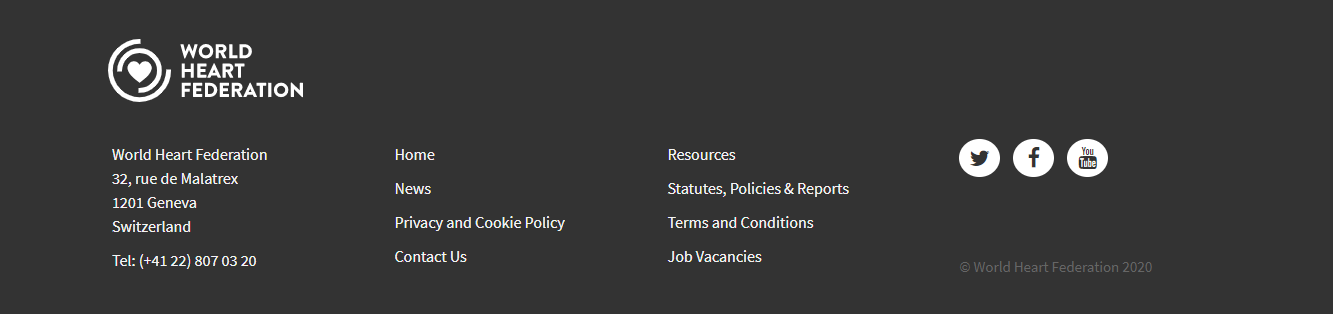 WORLD
HEART
FEDERATION
World Heart Federation
32, rue de Malatrex
1201 Geneva
Switzerland
Tel: (+41 22) 807 03 20
Home
News
Privacy and Cookie Policy
Contact Us
Resources
Statutes, Policies & Reports
Terms and Conditions
Job Vacancies
You
Tube
© World Heart Federation 2020